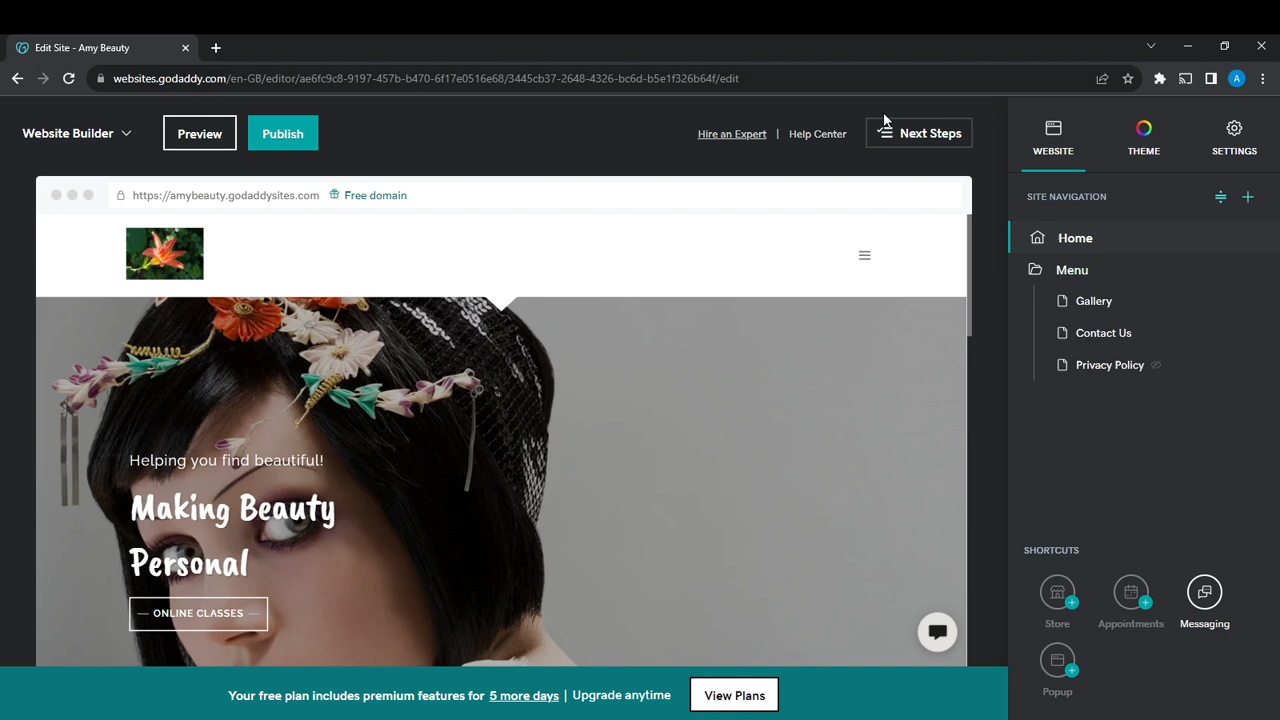 Edit Site - Amy Beauty
websites.godaddy.com/en-GB/editor/ae6fc9c8-9197-457b-b470-6f17e0516e68/3445cb37-2648-4326-bc6d-b5e1f326b64f/edit
A
Website Builder
Preview
Publish
Hire an Expert | Help Center
Next Steps
WEBSITE
THEME
SETTINGS
https://amybeauty.godaddysites.com
Free domain
SITE NAVIGATION
Home
Menu
Gallery
Contact Us
Privacy Policy
Helping you find beautiful!
Making Beauty
Personal
— ONLINE CLASSES —
SHORTCUTS
Store
Appointments
Messaging
Popup
Your free plan includes premium features for 5 more days | Upgrade anytime
View Plans